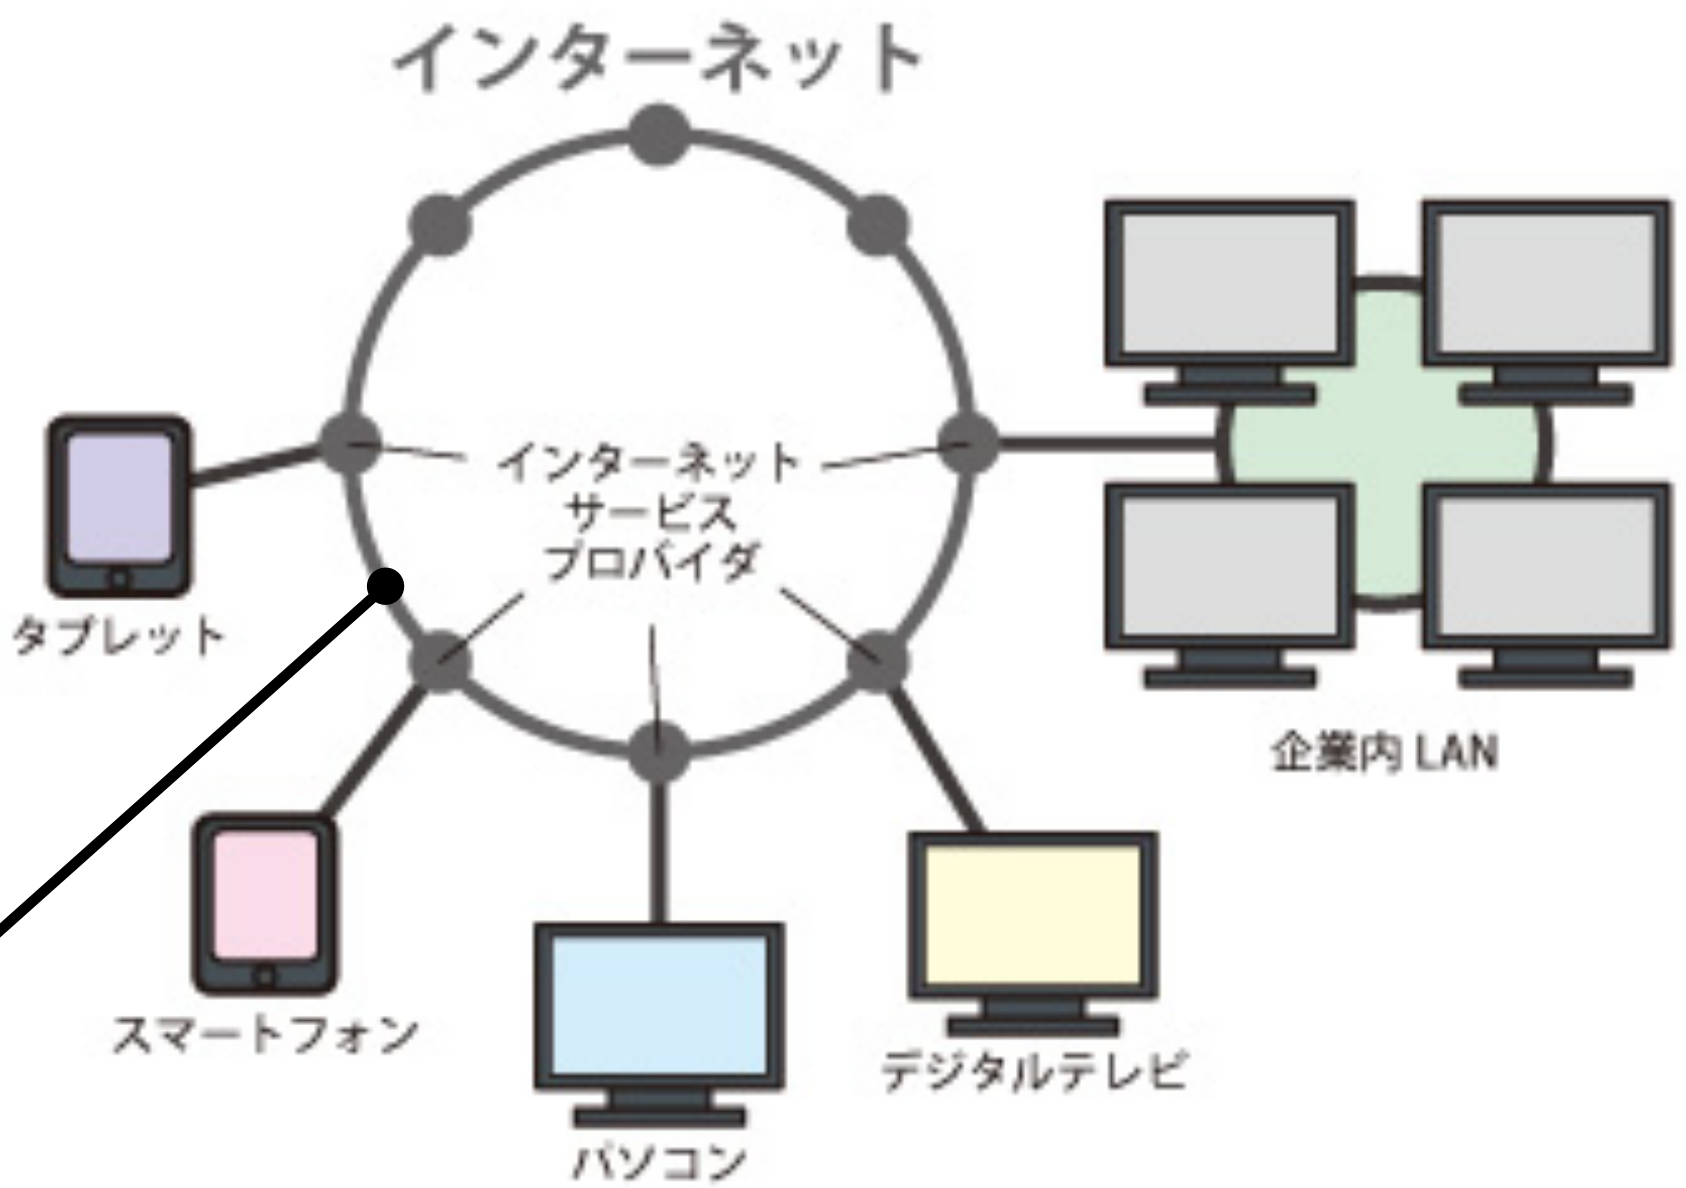 インターネット
インターネット
サービス
プロバイダ
タブレット
スマートフォン
パソコン
デジタルテレビ
企業内 LAN